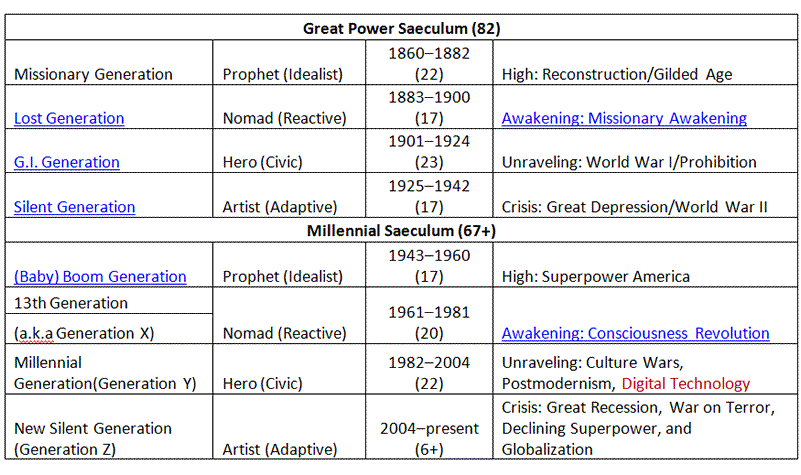 Great Power Saeculum (82)
Missionary Generation Prophet (Idealist) 1860–1882 (22) High: Reconstruction/Gilded Age
Lost Generation Nomad (Reactive) 1883–1900 (17) Awakening: Missionary Awakening
G.I. Generation Hero (Civic) 1901–1924 (23) Unraveling: World War I/Prohibition
Silent Generation Artist (Adaptive) 1925–1942 (17) Crisis: Great Depression/World War II
Millennial Saeculum (67+)
(Baby) Boom Generation Prophet (Idealist) 1943–1960 (17) High: Superpower America
13th Generation
(a.k.a Generation X) Nomad (Reactive) 1961–1981 (20) Awakening: Consciousness Revolution
Millennial
Generation(Generation Y) Hero (Civic) 1982–2004 (22) Unraveling: Culture Wars,
Postmodernism, Digital Technology
New Silent Generation
(Generation Z) Artist (Adaptive) 2004–present (6+) Crisis: Great Recession, War on Terror,
Declining Superpower, and
Globalization